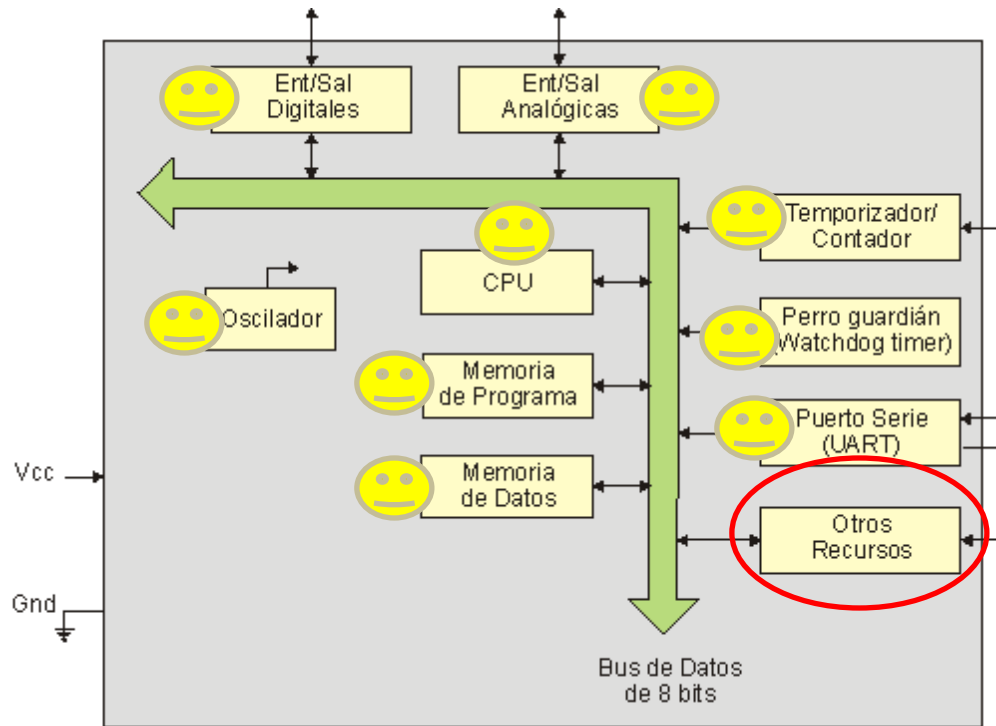 Ent/Sal
Digitales
Ent/Sal
Analógicas
Temporizador/
Contador
CPU
Oscilador
Perro guardián
(Watchdog timer)
Memoria
de Programa
Puerto Serie
(UART)
Vcc
Memoria
de Datos
Otros
Recursos
Gnd
Bus de Datos
de 8 bits